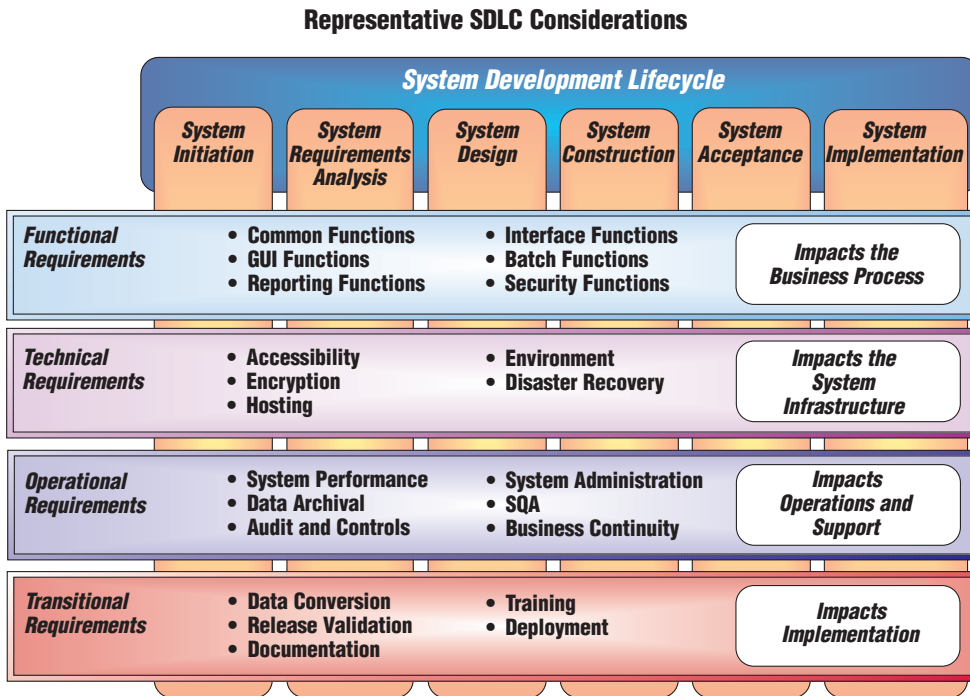 Representative SDLC Considerations
System Development Lifecycle
System
Initiation
System
Requirements
Analysis
System
Design
System
Construction
System
Acceptance
System
Implementation
Functional
Requirements
• Common Functions
• GUI Functions
• Reporting Functions
• Interface Functions
• Batch Functions
• Security Functions
Impacts the
Business Process
Technical
Requirements
• Accessibility
• Encryption
• Hosting
• Environment
• Disaster Recovery
Impacts the
System
Infrastructure
Operational
Requirements
• System Performance
• Data Archival
• Audit and Controls
• System Administration
• SQA
• Business Continuity
Impacts
Operations and
Support
Transitional
Requirements
• Data Conversion
• Release Validation
• Documentation
• Training
• Deployment
Impacts
Implementation